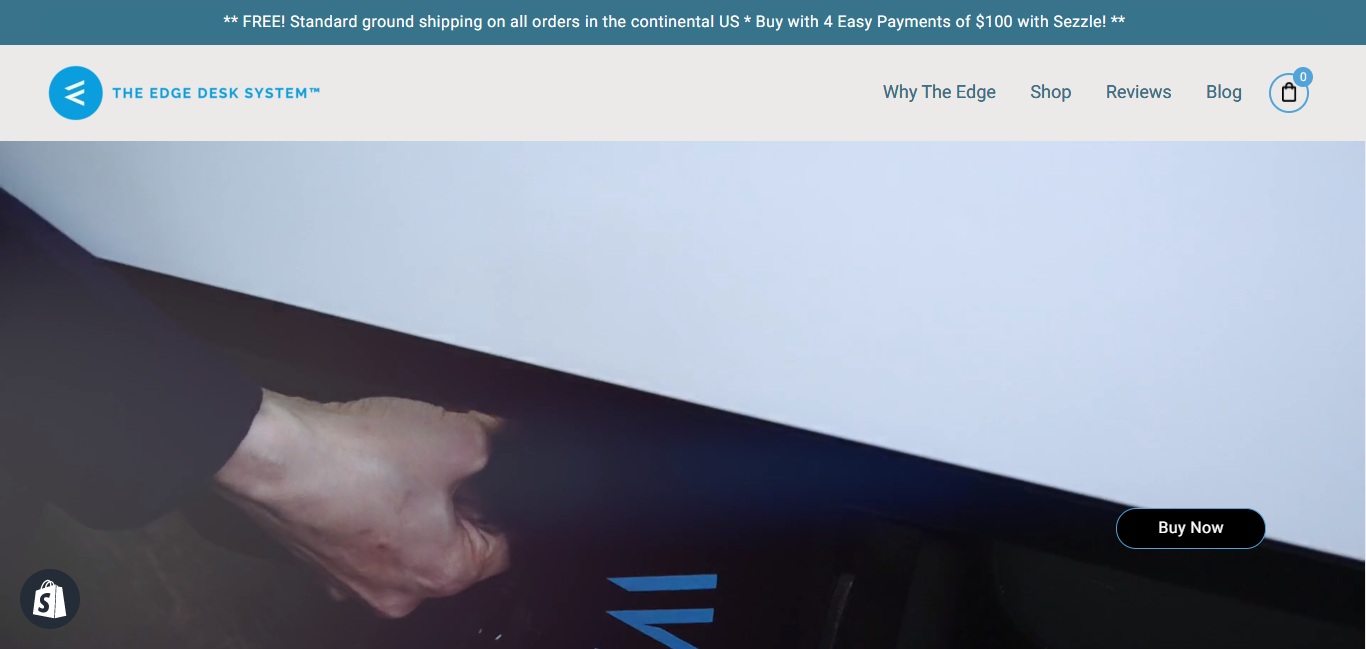 ** FREE! Standard ground shipping on all orders in the continental US * Buy with 4 Easy Payments of $100 with Sezzle! **
THE EDGE DESK SYSTEM™
Why The Edge
Shop
Reviews
Blog
0
Buy Now